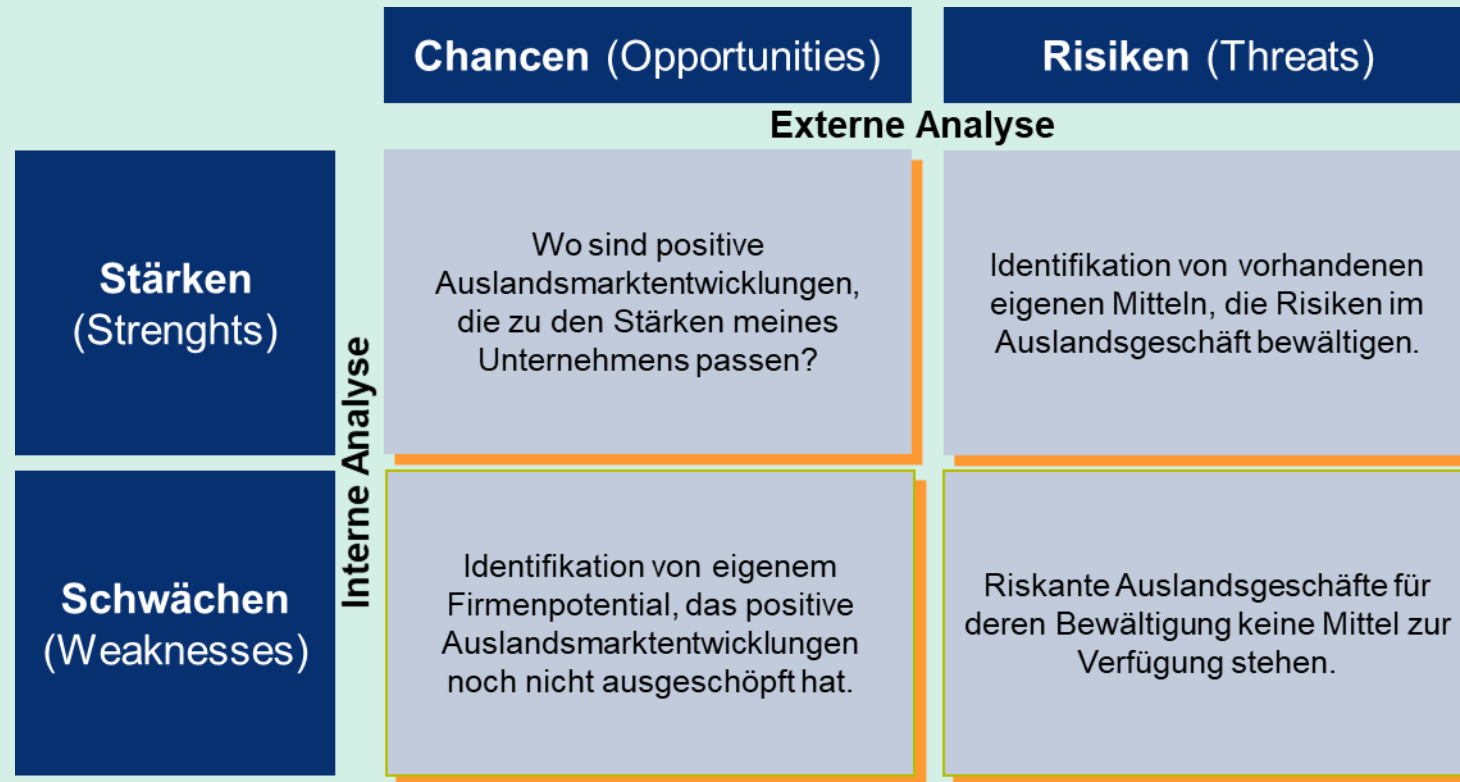 Chancen (Opportunities)
Risiken (Threats)
Externe Analyse
Interne Analyse
Stärken
(Strenghts)
Wo sind positive
Auslandsmarktentwicklungen,
die zu den Stärken meines
Unternehmens passen?
Identifikation von vorhandenen
eigenen Mitteln, die Risiken im
Auslandsgeschäft bewältigen.
Schwächen
(Weaknesses)
Identifikation von eigenem
Firmenpotential, das positive
Auslandsmarktentwicklungen
noch nicht ausgeschöpft hat.
Riskante Auslandsgeschäfte für
deren Bewältigung keine Mittel zur
Verfügung stehen.